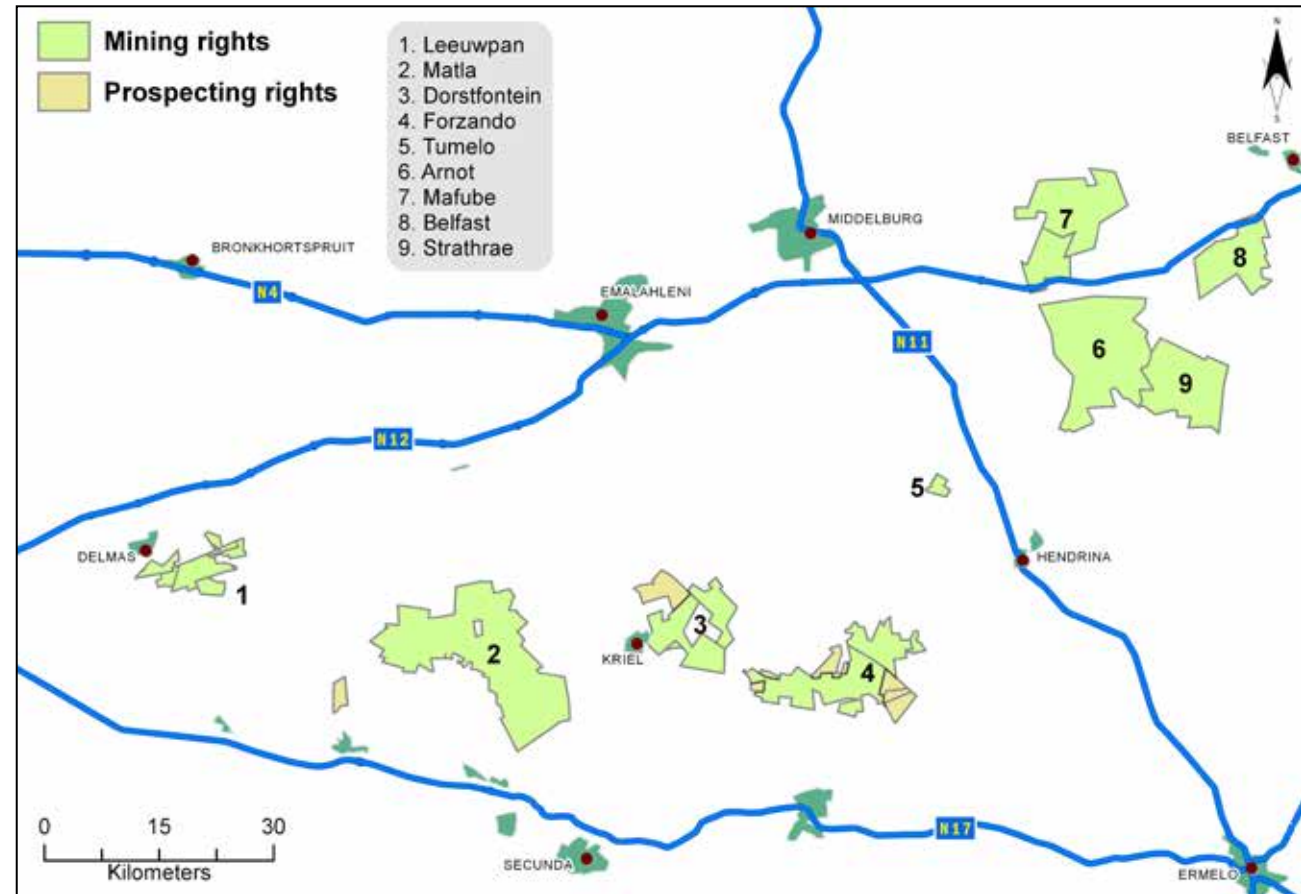 Mining rights
Prospecting rights
1. Leeuwpan
2. Matla
3. Dorstfontein
4. Forzando
5. Tumelo
6. Arnot
7. Mafube
8. Belfast
9. Strathrae
N
S
BELFAST
7
MIDDELBURG
BRONKHORTSPRUIT
8
N4
EMALAHLENI
N11
6
9
N12
5
DELMAS
HENDRINA
1
3
2
KRIEL
4
0 15 30
Kilometers
N17
SECUNDA
ERMELO